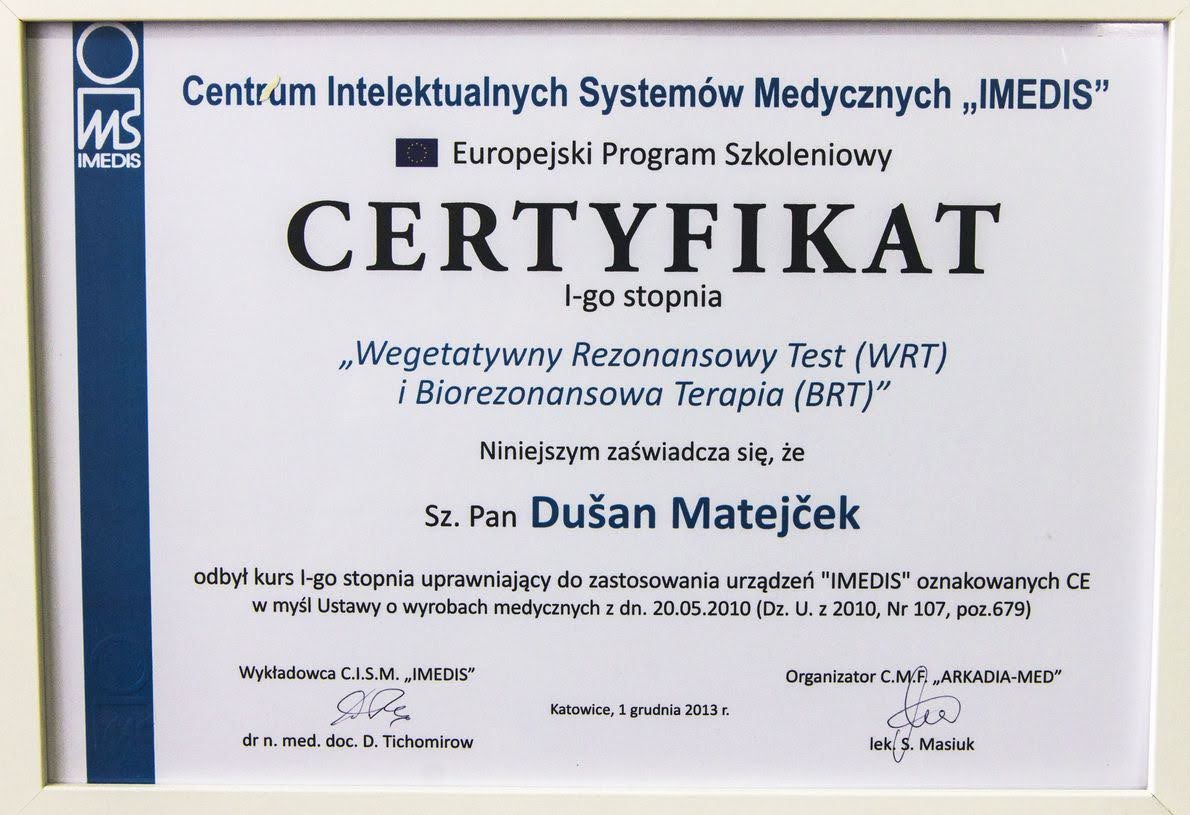 MS
IMEDIS
Centrum Intelektualnych Systemów Medycznych „IMEDIS”
Europejski Program Szkoleniowy
CERTYFIKAT
I-go stopnia
„Wegetatywny Rezonansowy Test (WRT)
i Biorezonansowa Terapia (BRT)”
Niniejszym zaświadcza się, że
Sz. Pan Dušan Matejček
odbył kurs I-go stopnia uprawniający do zastosowania urządzeń "IMEDIS" oznakowanych CE
w myśl Ustawy o wyrobach medycznych z dn. 20.05.2010 (Dz. U. z 2010, Nr 107, poz.679)
Wykładowca C.I.S.M. „IMEDIS”
dr n. med. doc. D. Tichomirow
Katowice, 1 grudnia 2013 r.
Organizator C.M.F. „ARKADIA-MED”
lek. S. Masiuk